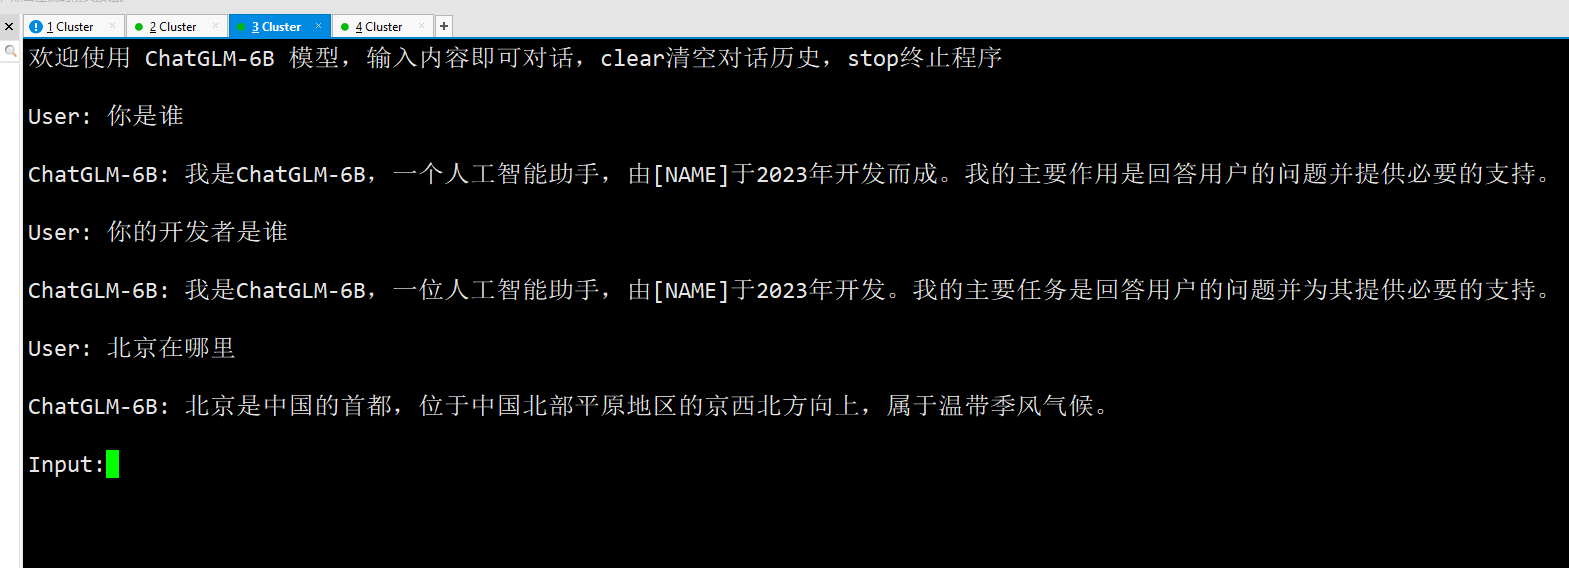 1 Cluster 2 Cluster 3 Cluster 4 Cluster
欢迎使用 ChatGLM-6B 模型，输入内容即可对话，clear清空对话历史，stop终止程序
User: 你是谁
ChatGLM-6B: 我是ChatGLM-6B，一个人工智能助手，由[NAME]于2023年开发而成。我的主要作用是回答用户的问题并提供必要的支持。
User: 你的开发者是谁
ChatGLM-6B: 我是ChatGLM-6B，一位人工智能助手，由[NAME]于2023年开发。我的主要任务是回答用户的问题并为其提供必要的支持。
User: 北京在哪里
ChatGLM-6B: 北京是中国的首都，位于中国北部平原地区的京西北方向上，属于温带季风气候。
Input: